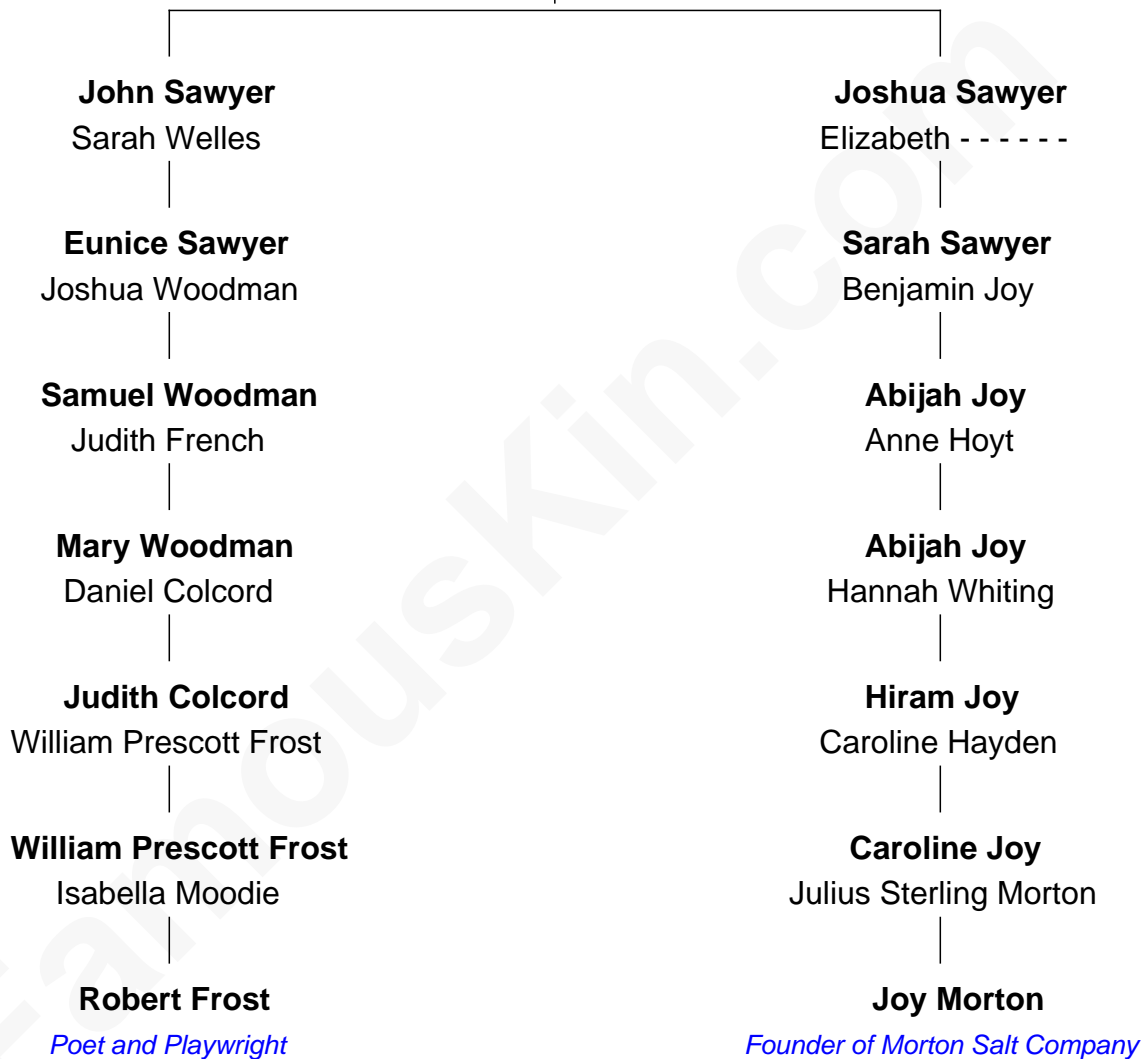 John Sawyer
Sarah Welles
Joshua Sawyer
Elizabeth - - - - - -
Eunice Sawyer
Joshua Woodman
Sarah Sawyer
Benjamin Joy
Samuel Woodman
Judith French
Abijah Joy
Anne Hoyt
Mary Woodman
Daniel Colcord
Abijah Joy
Hannah Whiting
Judith Colcord
William Prescott Frost
Hiram Joy
Caroline Hayden
William Prescott Frost
Isabella Moodie
Caroline Joy
Julius Sterling Morton
Robert Frost
Poet and Playwright
Joy Morton
Founder of Morton Salt Company
FamousKin.com